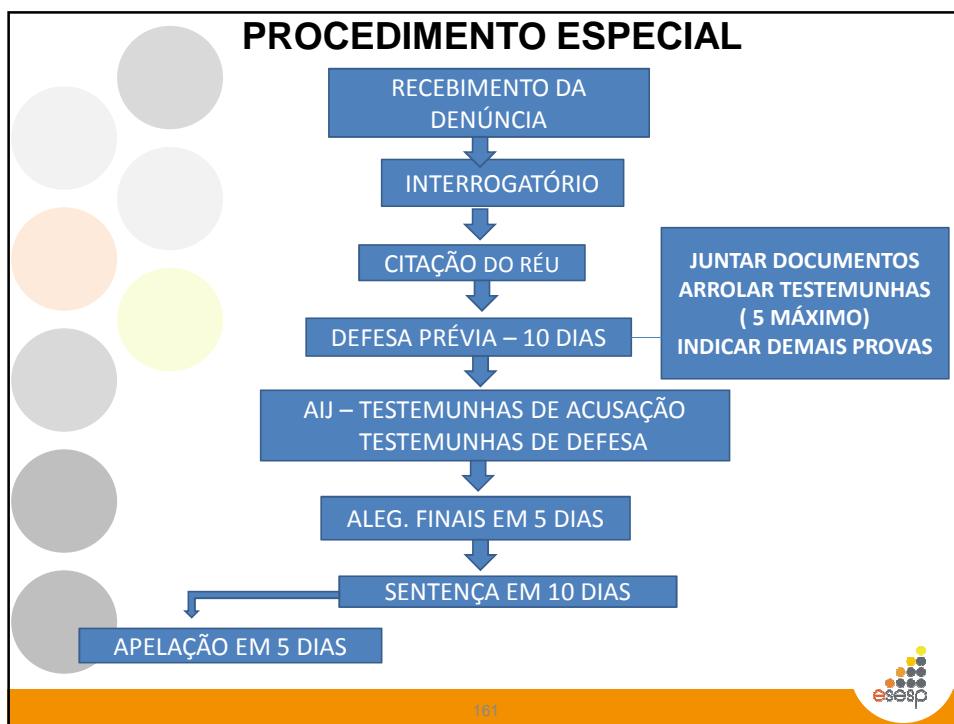 PROCEDIMENTO ESPECIAL
RECEBIMENTO DA
DENÚNCIA
INTERROGATÓRIO
CITAÇÃO DO RÉU
DEFESA PRÉVIA – 10 DIAS
JUNTAR DOCUMENTOS
ARROLAR TESTEMUNHAS
( 5 MÁXIMO)
INDICAR DEMAIS PROVAS
AIJ – TESTEMUNHAS DE ACUSAÇÃO
TESTEMUNHAS DE DEFESA
ALEG. FINAIS EM 5 DIAS
SENTENÇA EM 10 DIAS
APELAÇÃO EM 5 DIAS
161
esesp